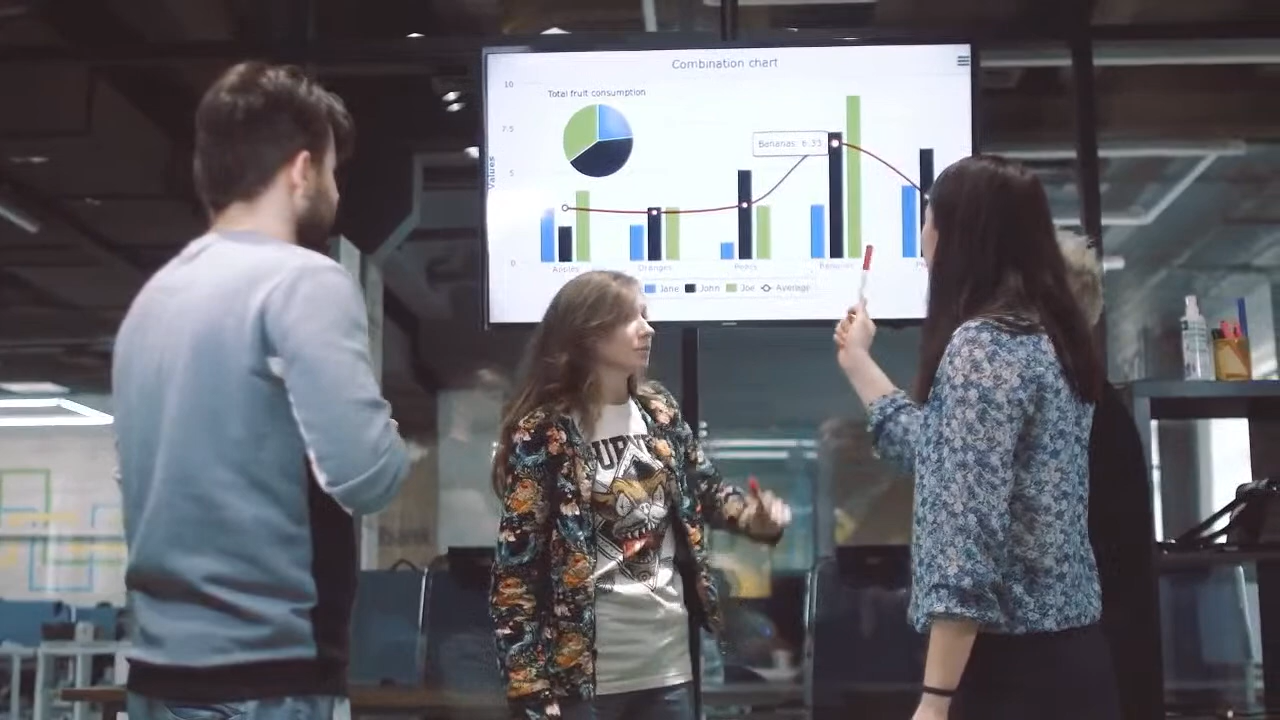 Combination chart
10
Total fruit consumption
7.5
Values
Bananas: 6.33
5
0
Apples Oranges Pears Bananas
Jane John Joe Average